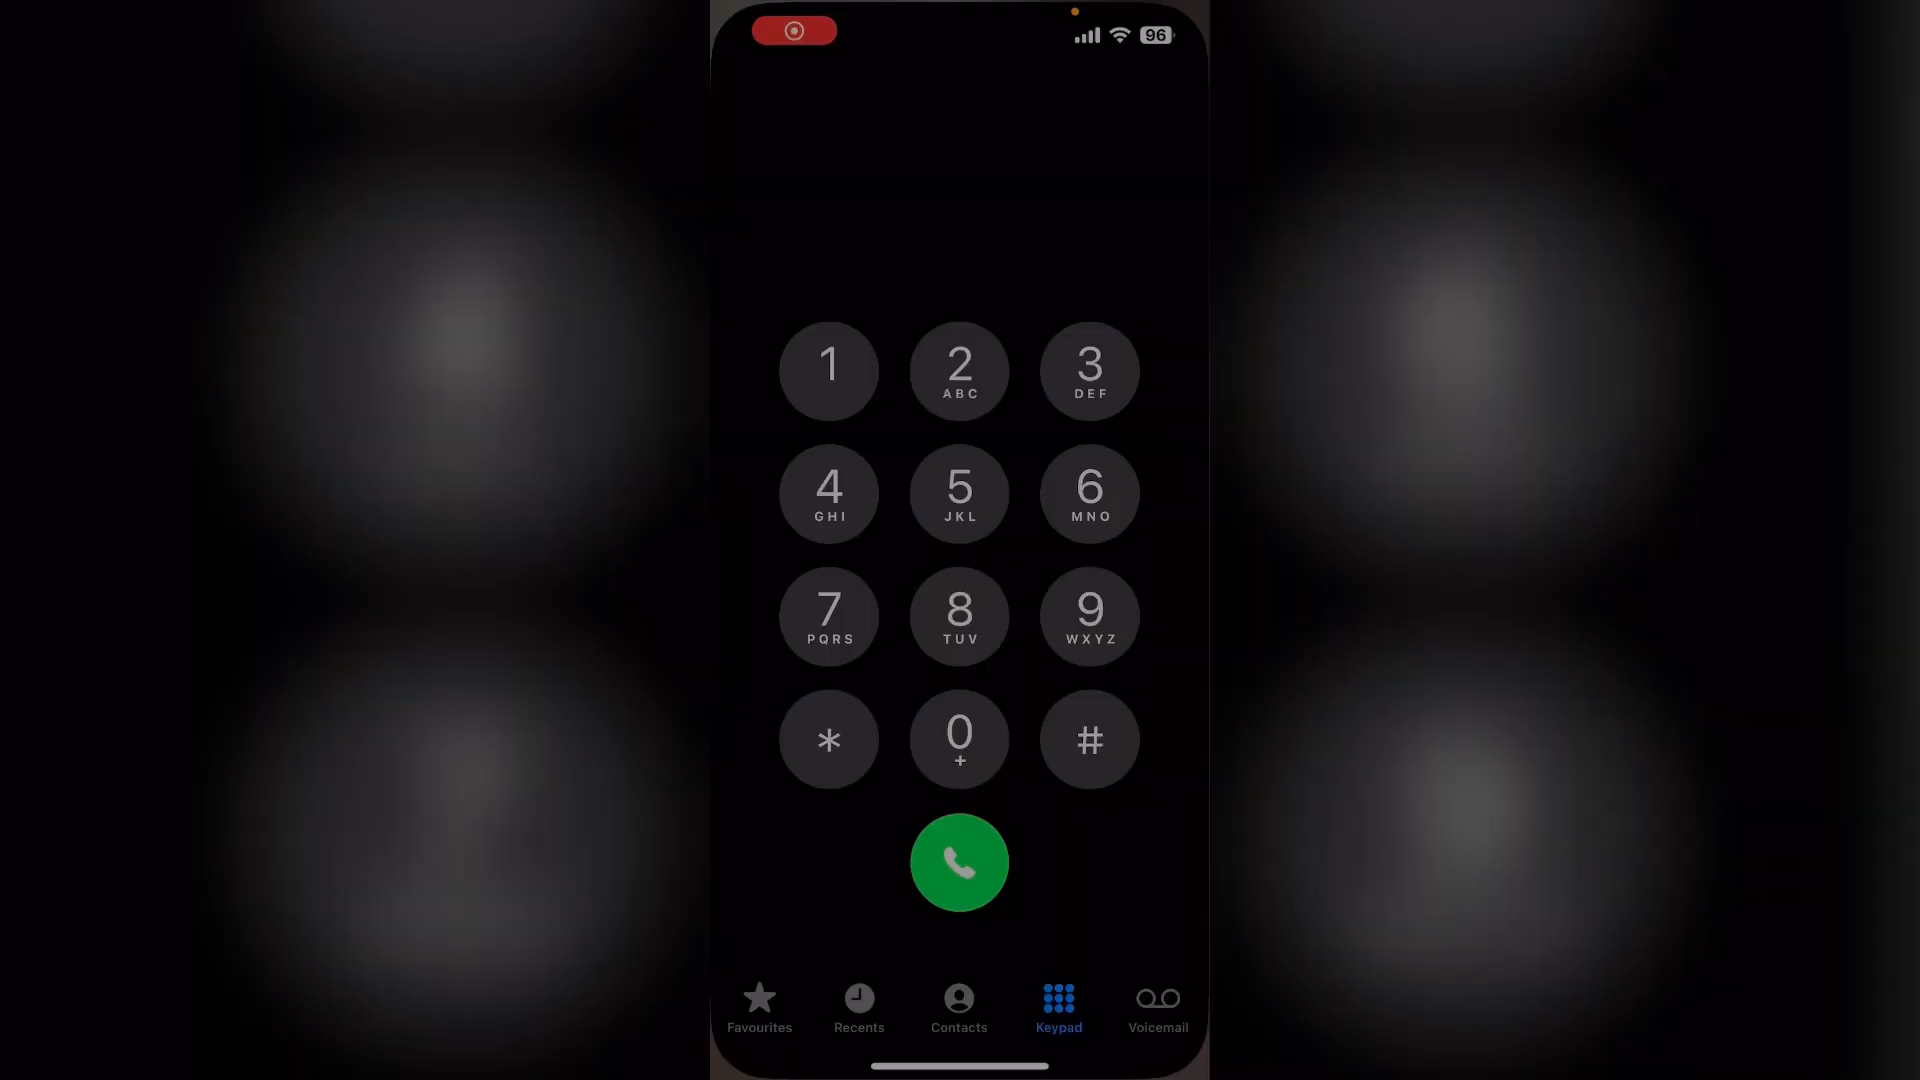 96
1 2 3
ABC DEF
4 5 6
GHI JKL MNO
7 8 9
PQRS TUV WXYZ
* 0 #
+
Favourites Recents Contacts Keypad Voicemail